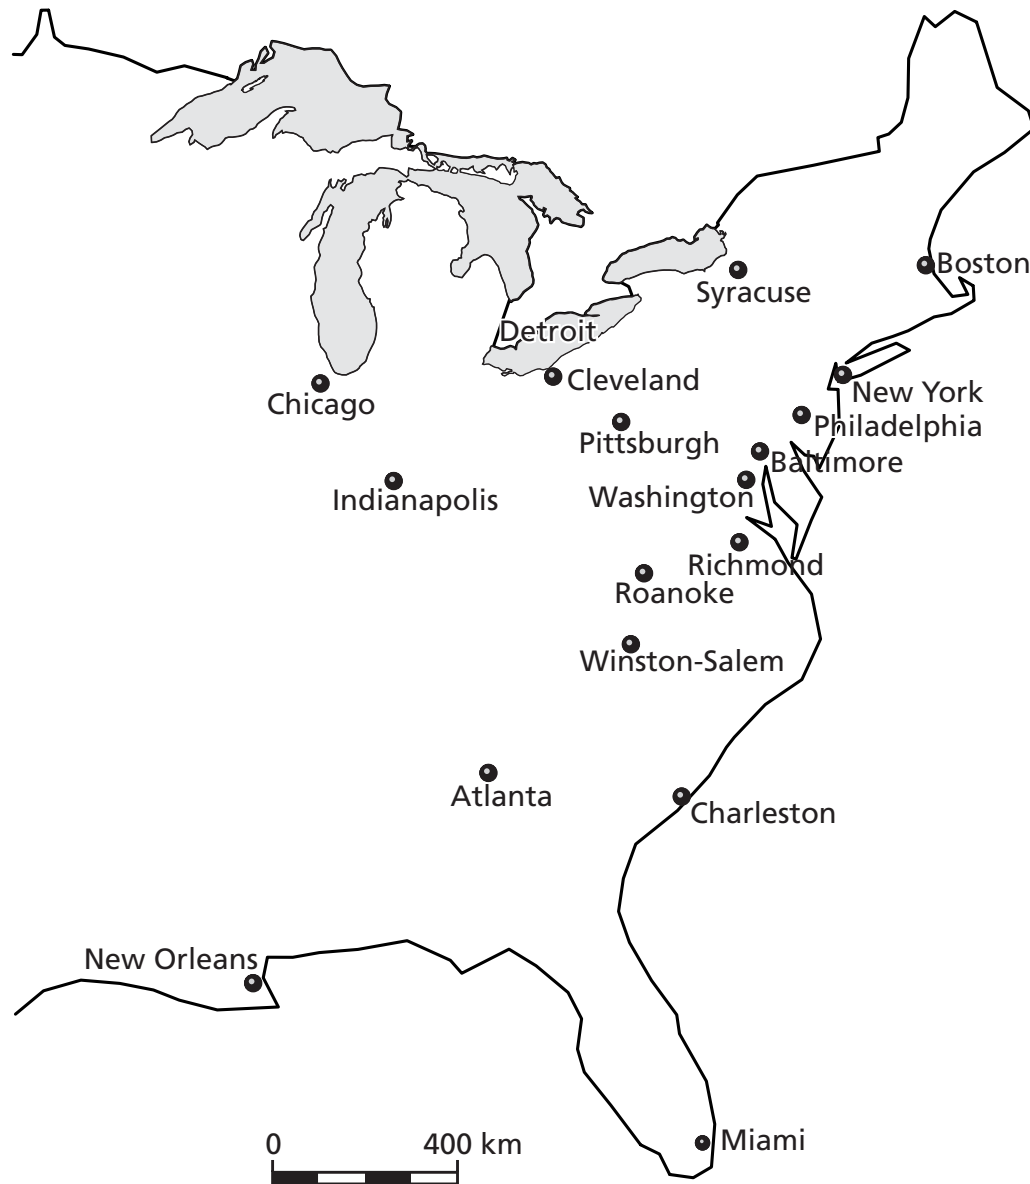 Boston
Syracuse
Detroit
Cleveland
New York
Chicago
Philadelphia
Pittsburgh
Baltimore
Washington
Indianapolis
Richmond
Roanoke
Winston-Salem
Atlanta
Charleston
New Orleans
Miami
0 400 km